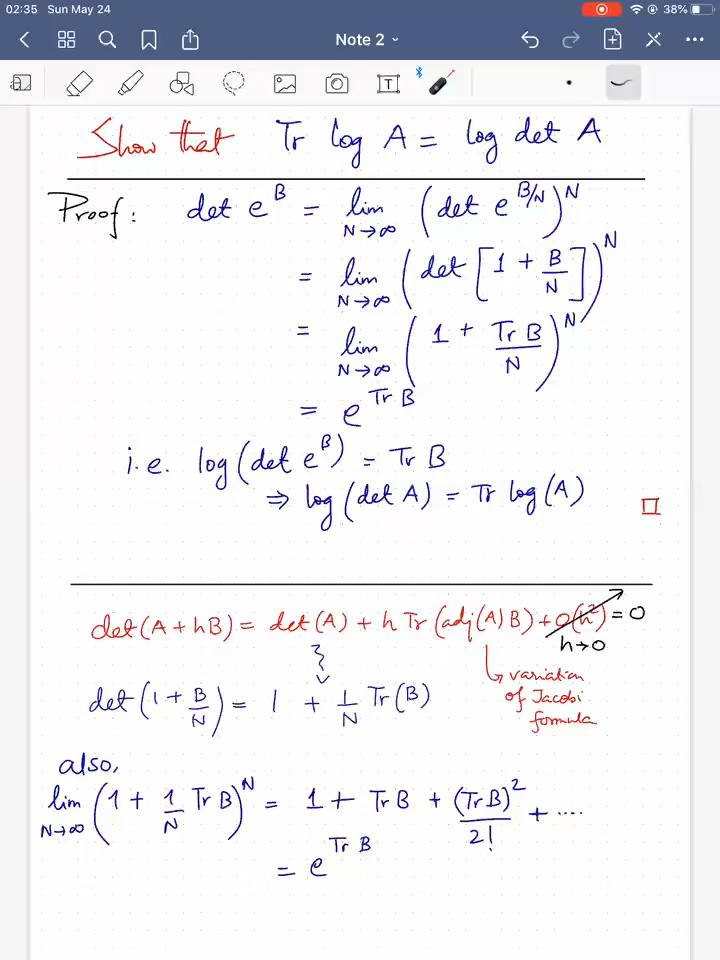 02:35 Sun May 24
38%
Note 2
T
Show that Tr log A = log det A
Proof: det e^B = lim_{N→∞} (det e^{B/N})^N
= lim_{N→∞} (det [1 + B/N])^N
= lim_{N→∞} (1 + Tr B/N)^N
= e^{Tr B}
i.e. log(det e^B) = Tr B
⇒ log(det A) = Tr log(A) □
det(A + hB) = det(A) + h Tr(adj(A)B) + O(h²) = 0
h→0
↳ variation
of Jacobi
formula
det(1 + B/N) = 1 + 1/N Tr(B)
also,
lim_{N→∞} (1 + 1/N Tr B)^N = 1 + Tr B + (Tr B)²/2! + ....
= e^{Tr B}